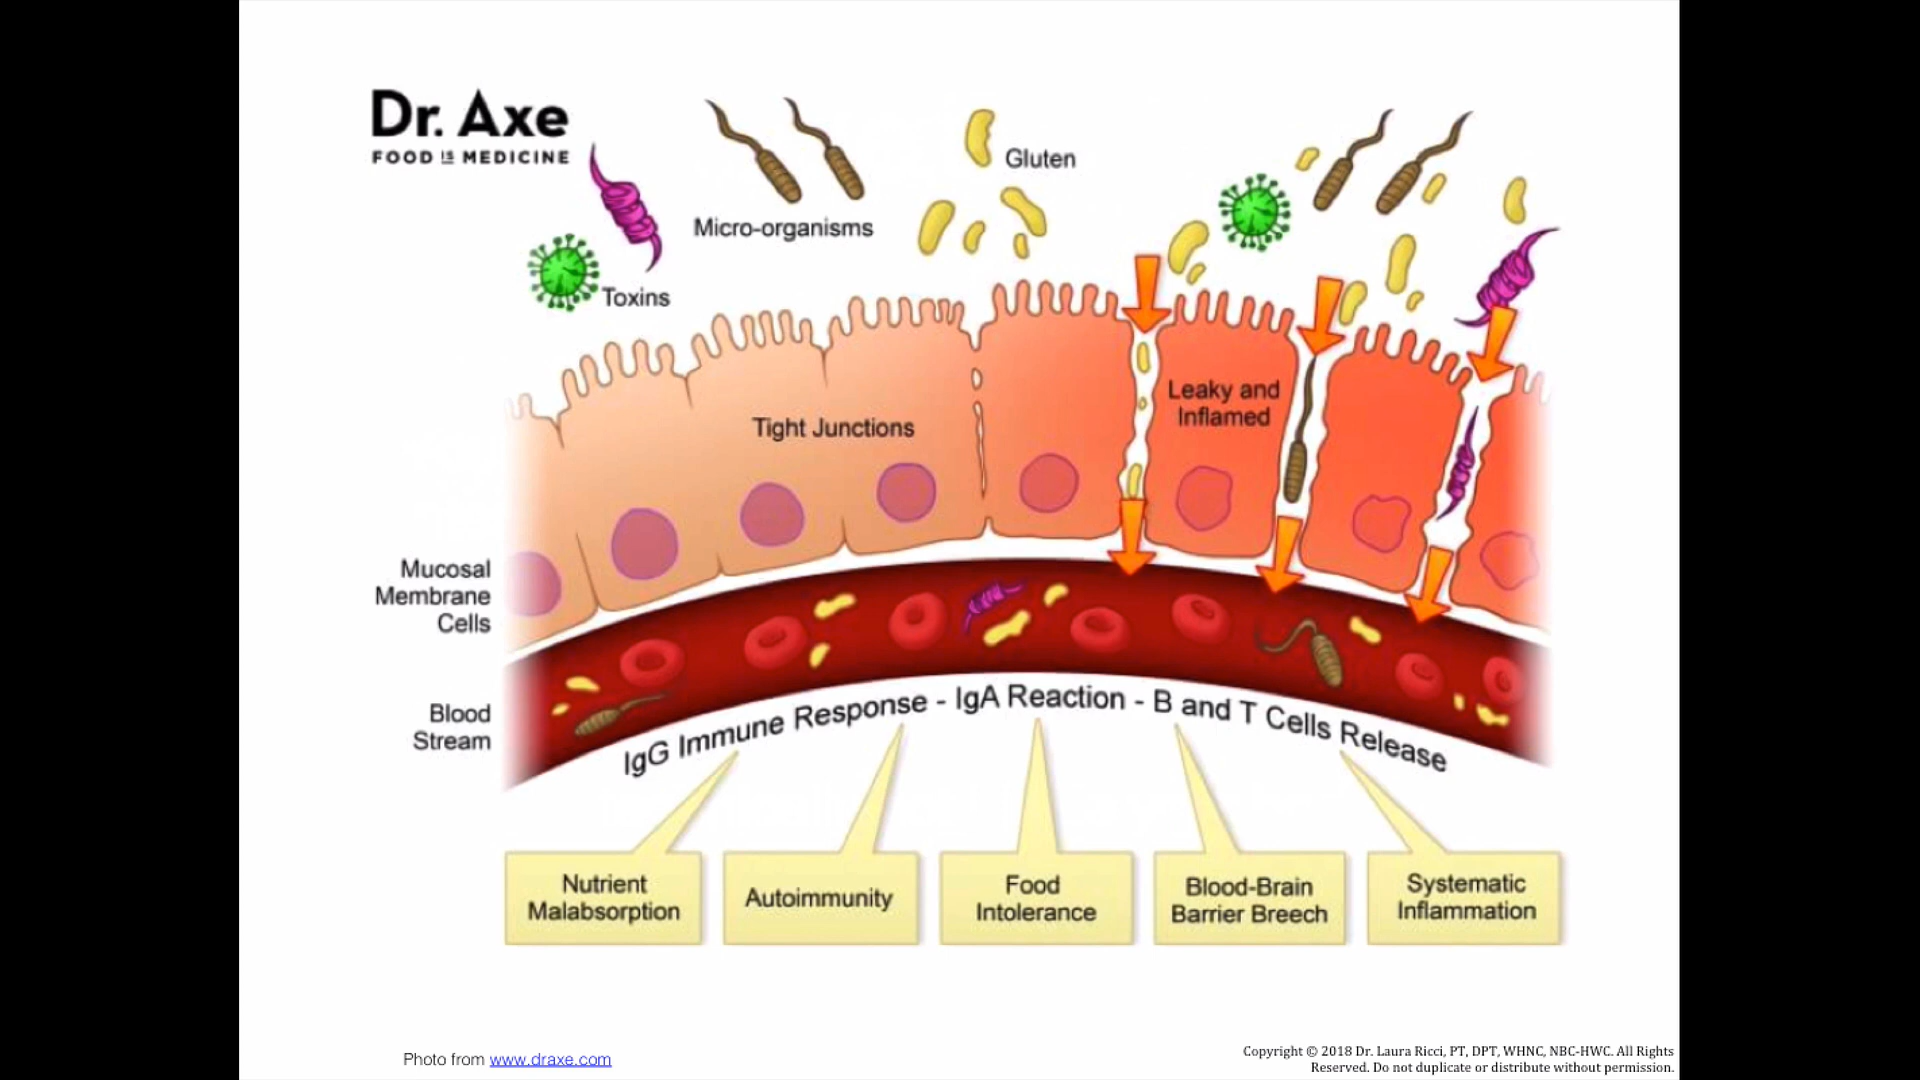 Dr. Axe
FOOD IS MEDICINE
Gluten
Micro-organisms
Toxins
Leaky and
Inflamed
Tight Junctions
Mucosal
Membrane
Cells
Blood
Stream
IgG Immune Response - IgA Reaction - B and T Cells Release
Nutrient
Malabsorption
Autoimmunity
Food
Intolerance
Blood-Brain
Barrier Breech
Systematic
Inflammation
Photo from www.draxe.com
Copyright © 2018 Dr. Laura Ricci, PT, DPT, WHNC, NBC-HWC. All Rights
Reserved. Do not duplicate or distribute without permission.